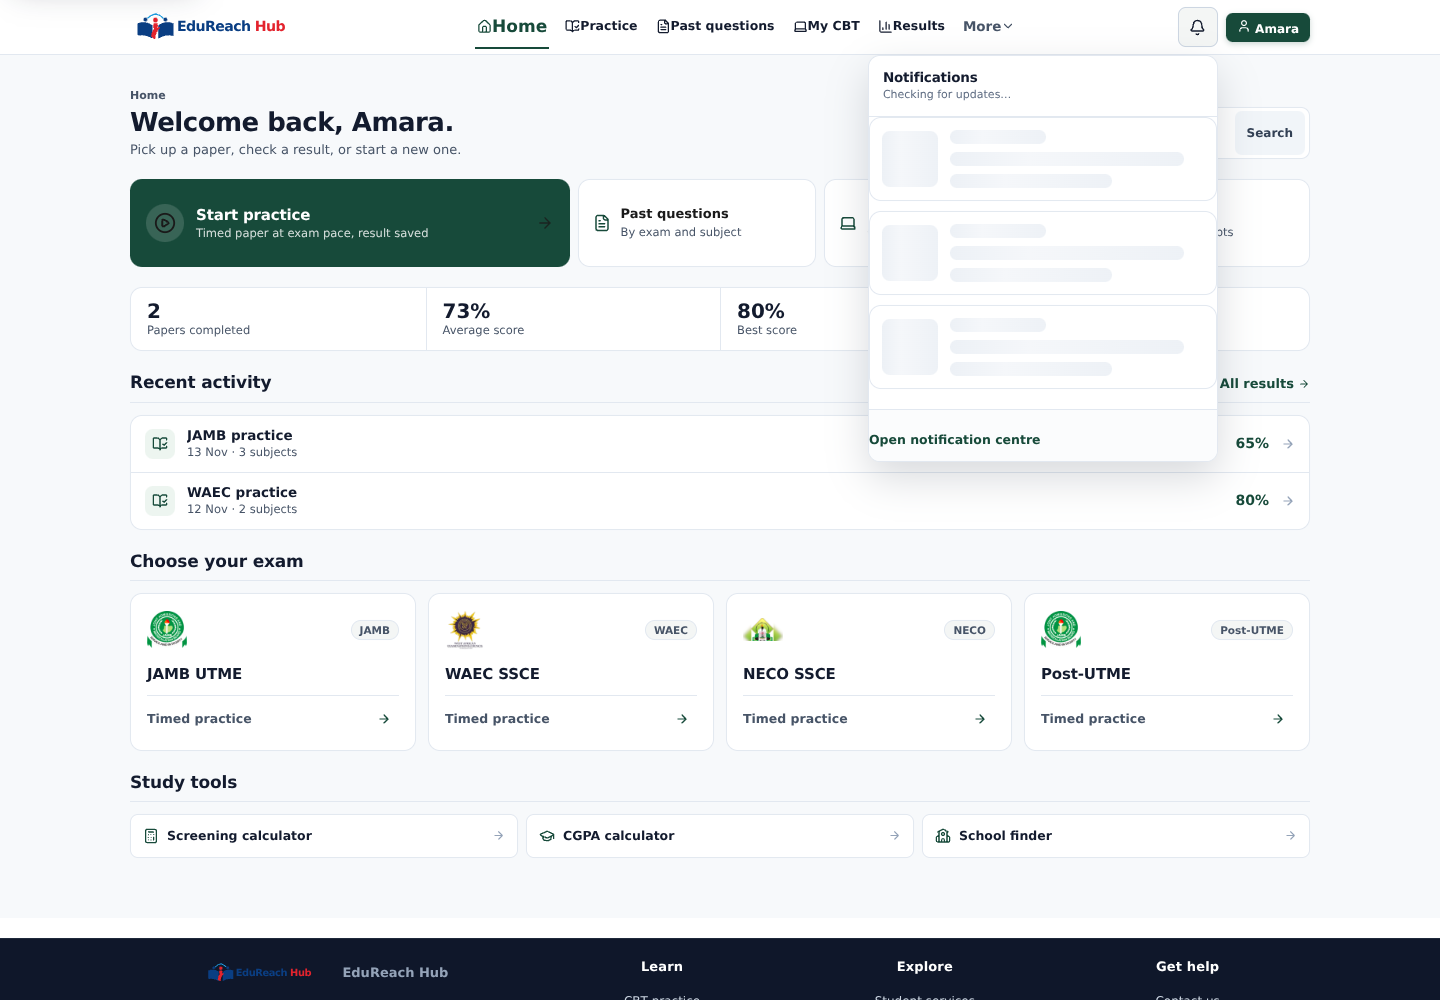 EduReach Hub
Home
Practice
Past questions
My CBT
Results
More
Amara
Notifications
Checking for updates...
Open notification centre
Home
Welcome back, Amara.
Pick up a paper, check a result, or start a new one.
Search
Start practice
Timed paper at exam pace, result saved
Past questions
By exam and subject
2
Papers completed
73%
Average score
80%
Best score
Recent activity
All results
JAMB practice
13 Nov · 3 subjects
65%
WAEC practice
12 Nov · 2 subjects
80%
Choose your exam
JAMB
JAMB UTME
Timed practice
WAEC
WAEC SSCE
Timed practice
NECO
NECO SSCE
Timed practice
Post-UTME
Post-UTME
Timed practice
Study tools
Screening calculator
CGPA calculator
School finder
EduReach Hub
EduReach Hub
Learn
Explore
Get help
CBT practice
Student services
Contact us